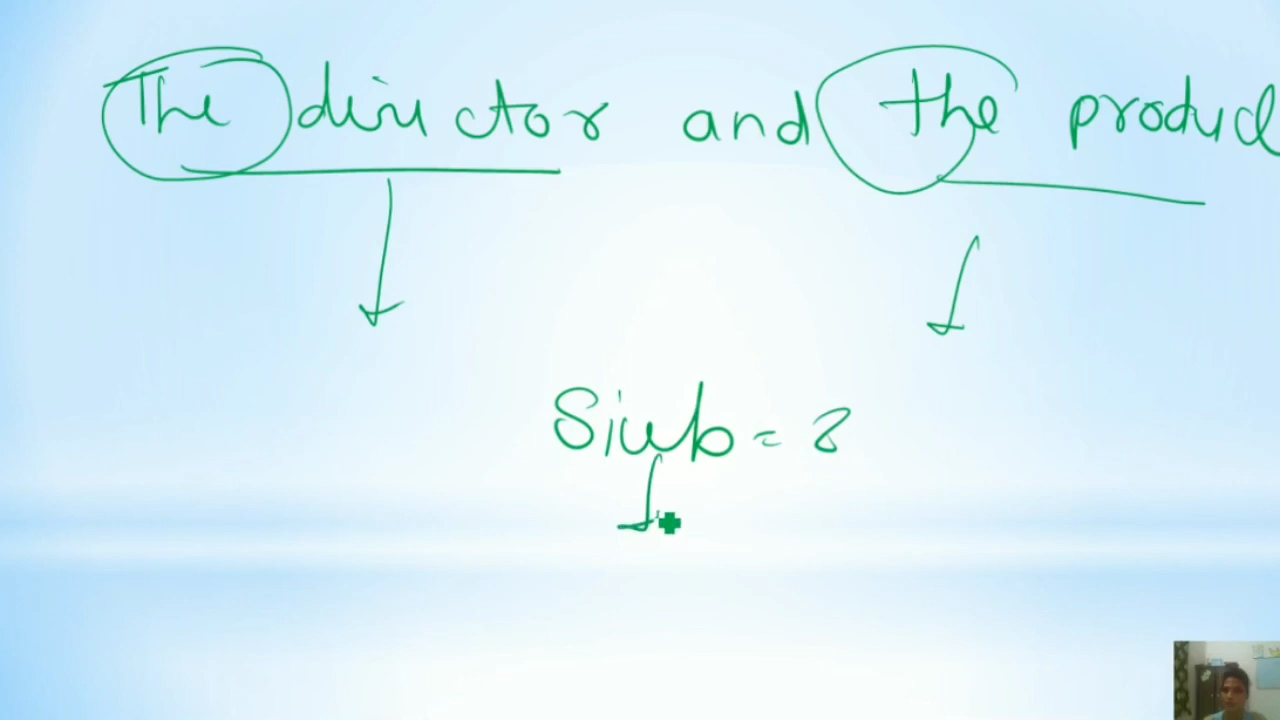 The director and the produc
Sub = 2